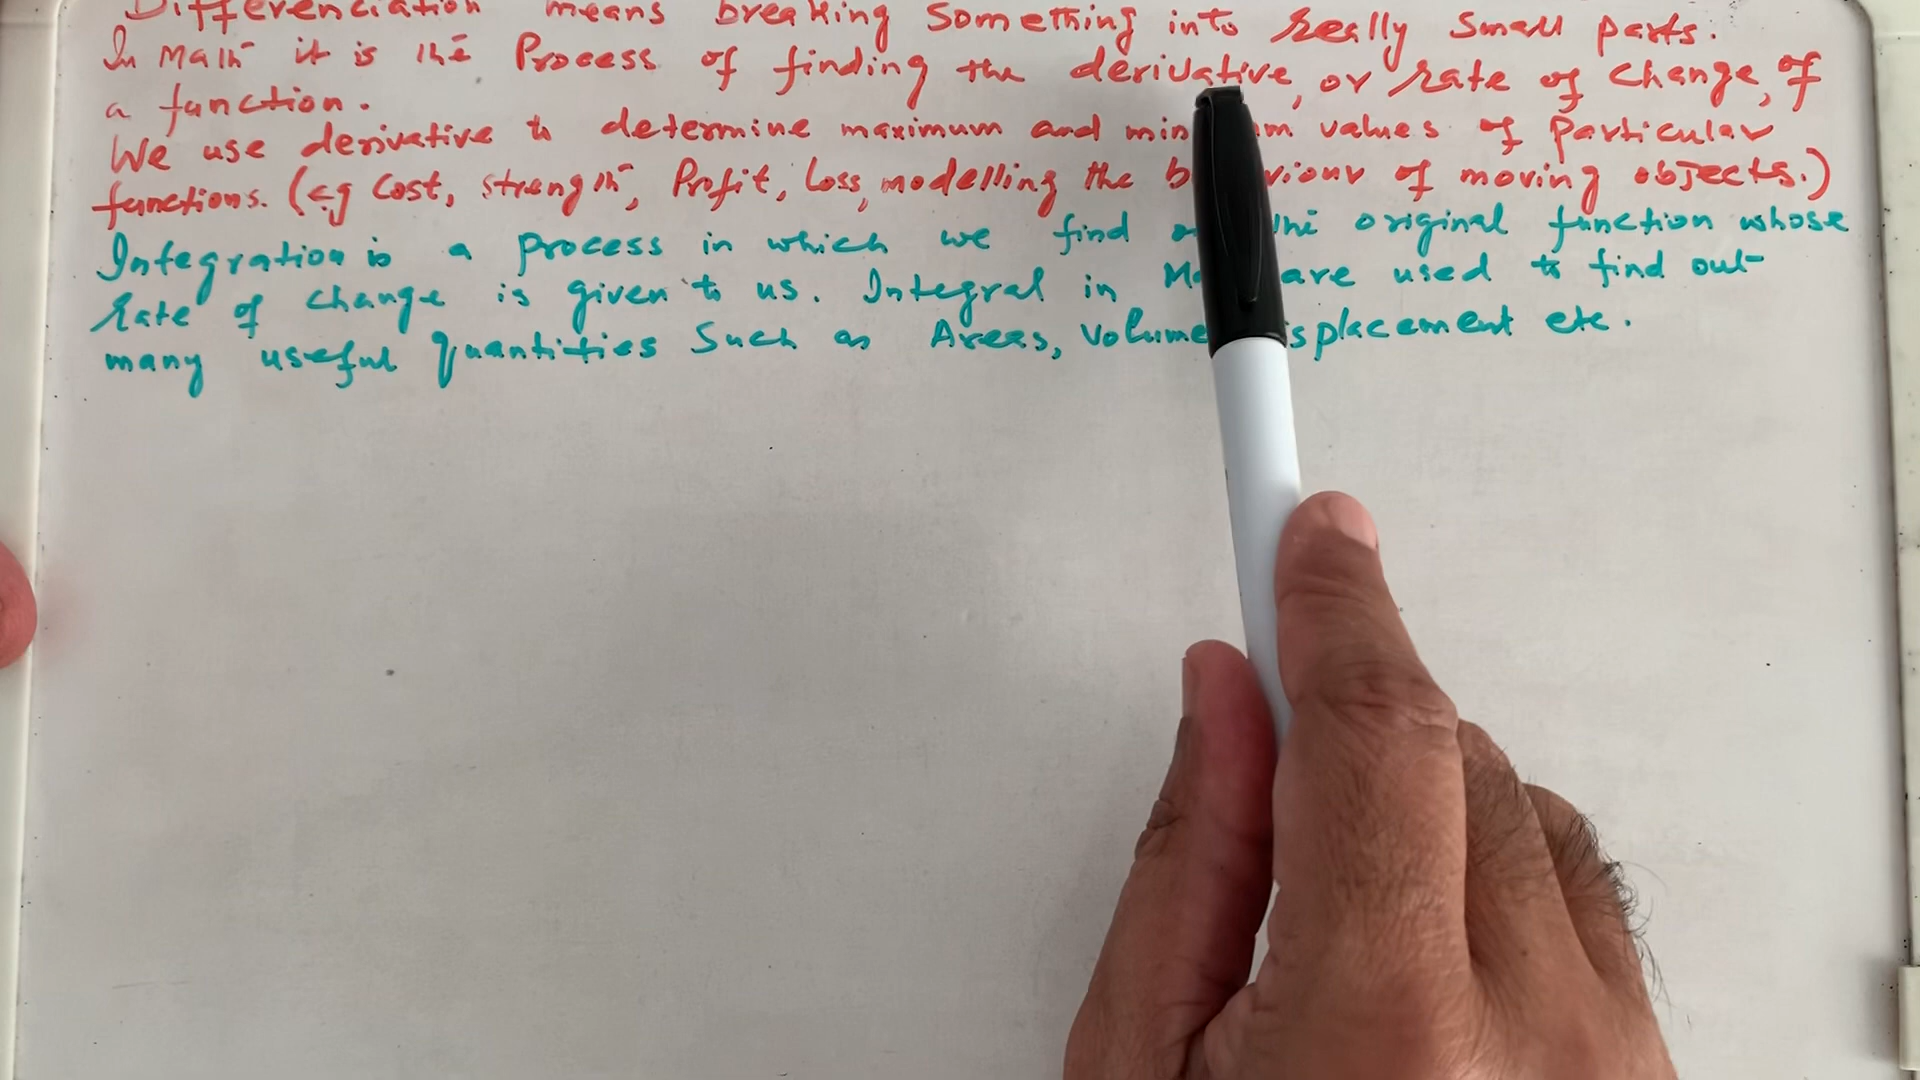 Differenciation means breaking something into really small parts.
In Math it is the Process of finding the derivative, or rate of change, of
a function.
We use derivative to determine maximum and values of particular
functions. (eg Cost, strength, Profit, Loss, modelling the of moving objects.)
Integration is a process in which we find the original function whose
rate of change is given to us. Integral in are used to find out
many useful quantities such as Areas, Volume etc.